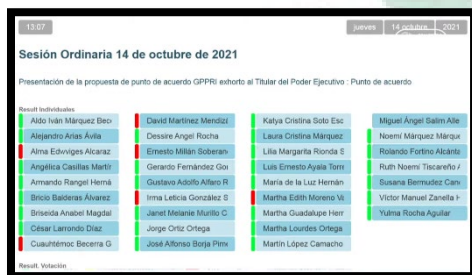 13:07
jueves 14 octubre 2021
Sesión Ordinaria 14 de octubre de 2021
Presentación de la propuesta de punto de acuerdo GPPRI exhorto al Titular del Poder Ejecutivo : Punto de acuerdo
Result Individuales
Aldo Iván Márquez Bece
Alejandro Arias Ávila
Alma Edwviges Alcaraz
Angélica Casillas Martír
Armando Rangel Herná
Bricio Balderas Álvarez
Briseida Anabel Magdal
César Larrondo Díaz
Cuauhtémoc Becerra G
David Martínez Mendizá
Dessire Angel Rocha
Ernesto Millán Soberan
Gerardo Fernández Gon
Gustavo Adolfo Alfaro R
Irma Leticia González S
Janet Melanie Murillo C
Jorge Ortiz Ortega
José Alfonso Borja Pime
Katya Cristina Soto Esc
Laura Cristina Márquez
Lilia Margarita Rionda S
Luis Ernesto Ayala Torre
María de la Luz Hernán
Martha Edith Moreno Va
Martha Guadalupe Hern
Martha Lourdes Ortega
Martín López Camacho
Miguel Ángel Salim Alle
Noemí Márquez Márque
Rolando Fortino Alcánta
Ruth Noemí Tiscareño A
Susana Bermudez Can
Víctor Manuel Zanella H
Yulma Rocha Aguilar
Result. Votación